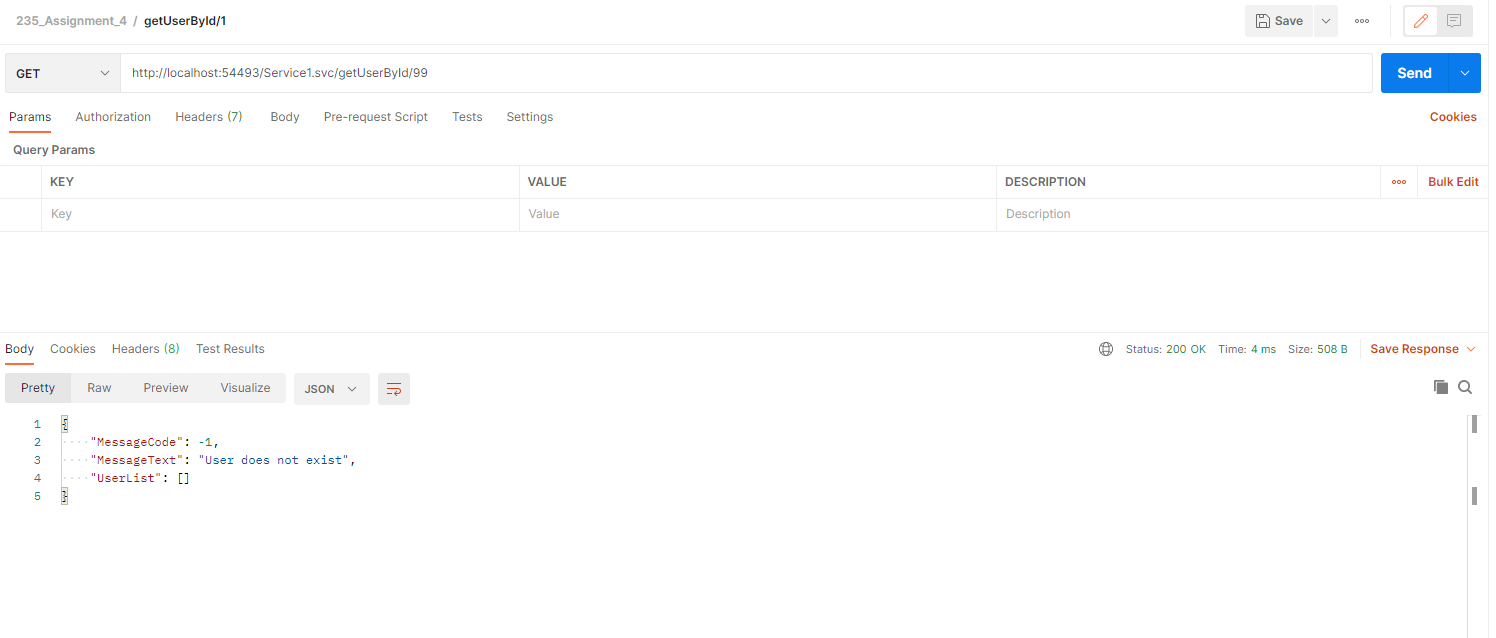 235_Assignment_4 / getUserById/1 Save
GET http://localhost:54493/Service1.svc/getUserById/99 Send
Params Authorization Headers (7) Body Pre-request Script Tests Settings Cookies
Query Params
KEY VALUE DESCRIPTION Bulk Edit
Key Value Description
Body Cookies Headers (8) Test Results Status: 200 OK Time: 4 ms Size: 508 B Save Response
Pretty Raw Preview Visualize JSON
1 {
2 "MessageCode": -1,
3 "MessageText": "User does not exist",
4 "UserList": []
5 }